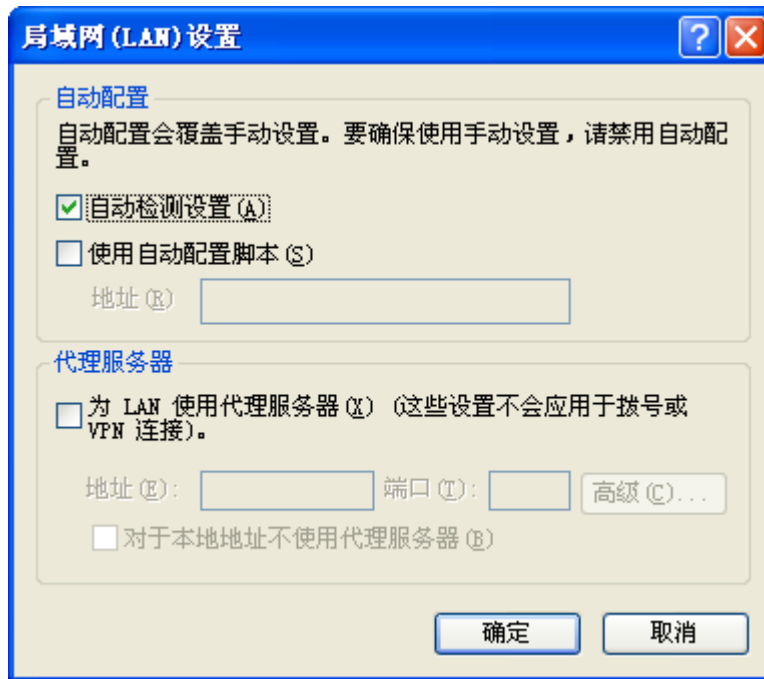 局域网(LAN)设置
自动配置
自动配置会覆盖手动设置。要确保使用手动设置,请禁用自动配
置。
自动检测设置(A)
使用自动配置脚本(S)
地址(R)
代理服务器
为 LAN 使用代理服务器(X) (这些设置不会应用于拨号或
VPN 连接)。
地址(E): 端口(T): 高级(C)...
对于本地地址不使用代理服务器(B)
确定 取消